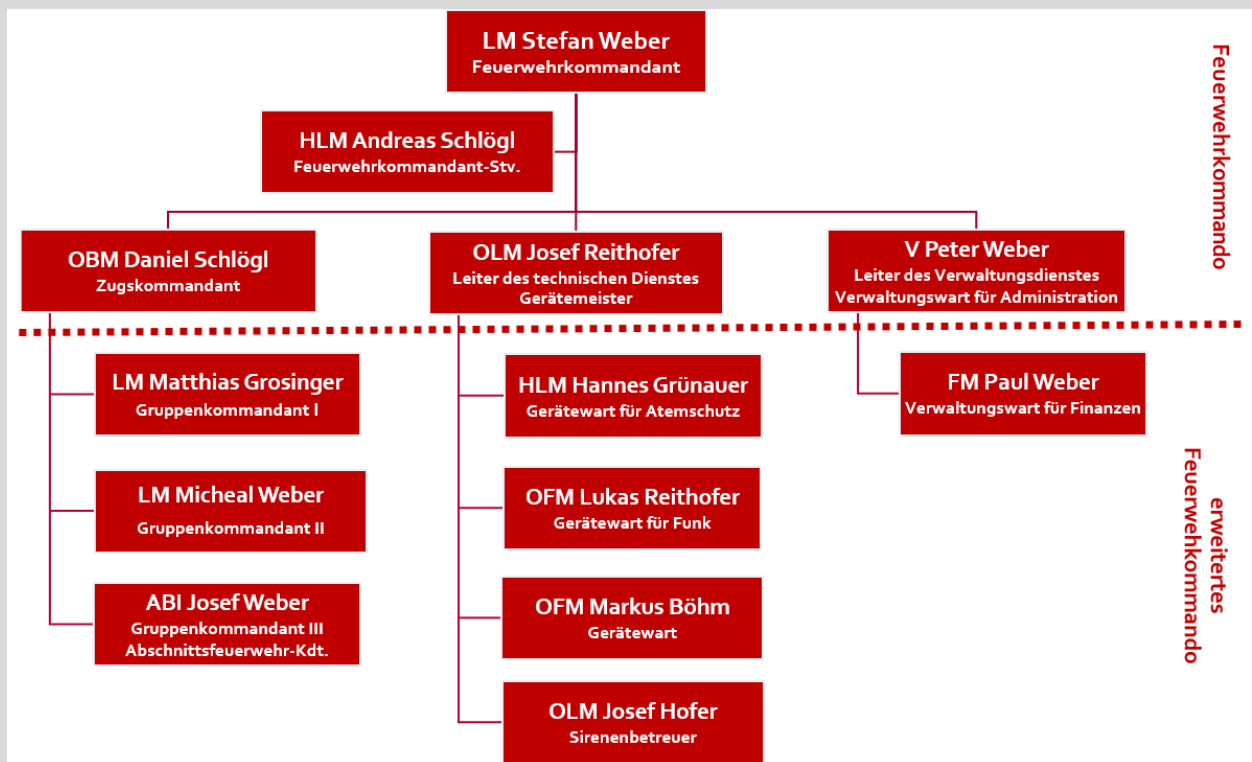 LM Stefan Weber
Feuerwehrkommandant
HLM Andreas Schlögl
Feuerwehrkommandant-Stv.
OBM Daniel Schlögl
Zugskommandant
OLM Josef Reithofer
Leiter des technischen Dienstes
Gerätemeister
V Peter Weber
Leiter des Verwaltungsdienstes
Verwaltungswart für Administration
Feuerwehrkommando
LM Matthias Grosinger
Gruppenkommandant I
LM Micheal Weber
Gruppenkommandant II
ABI Josef Weber
Gruppenkommandant III
Abschnittsfeuerwehr-Kdt.
HLM Hannes Grünauer
Gerätewart für Atemschutz
OFM Lukas Reithofer
Gerätewart für Funk
OFM Markus Böhm
Gerätewart
OLM Josef Hofer
Sirenenbetreuer
FM Paul Weber
Verwaltungswart für Finanzen
erweitertes
Feuerwehkommando